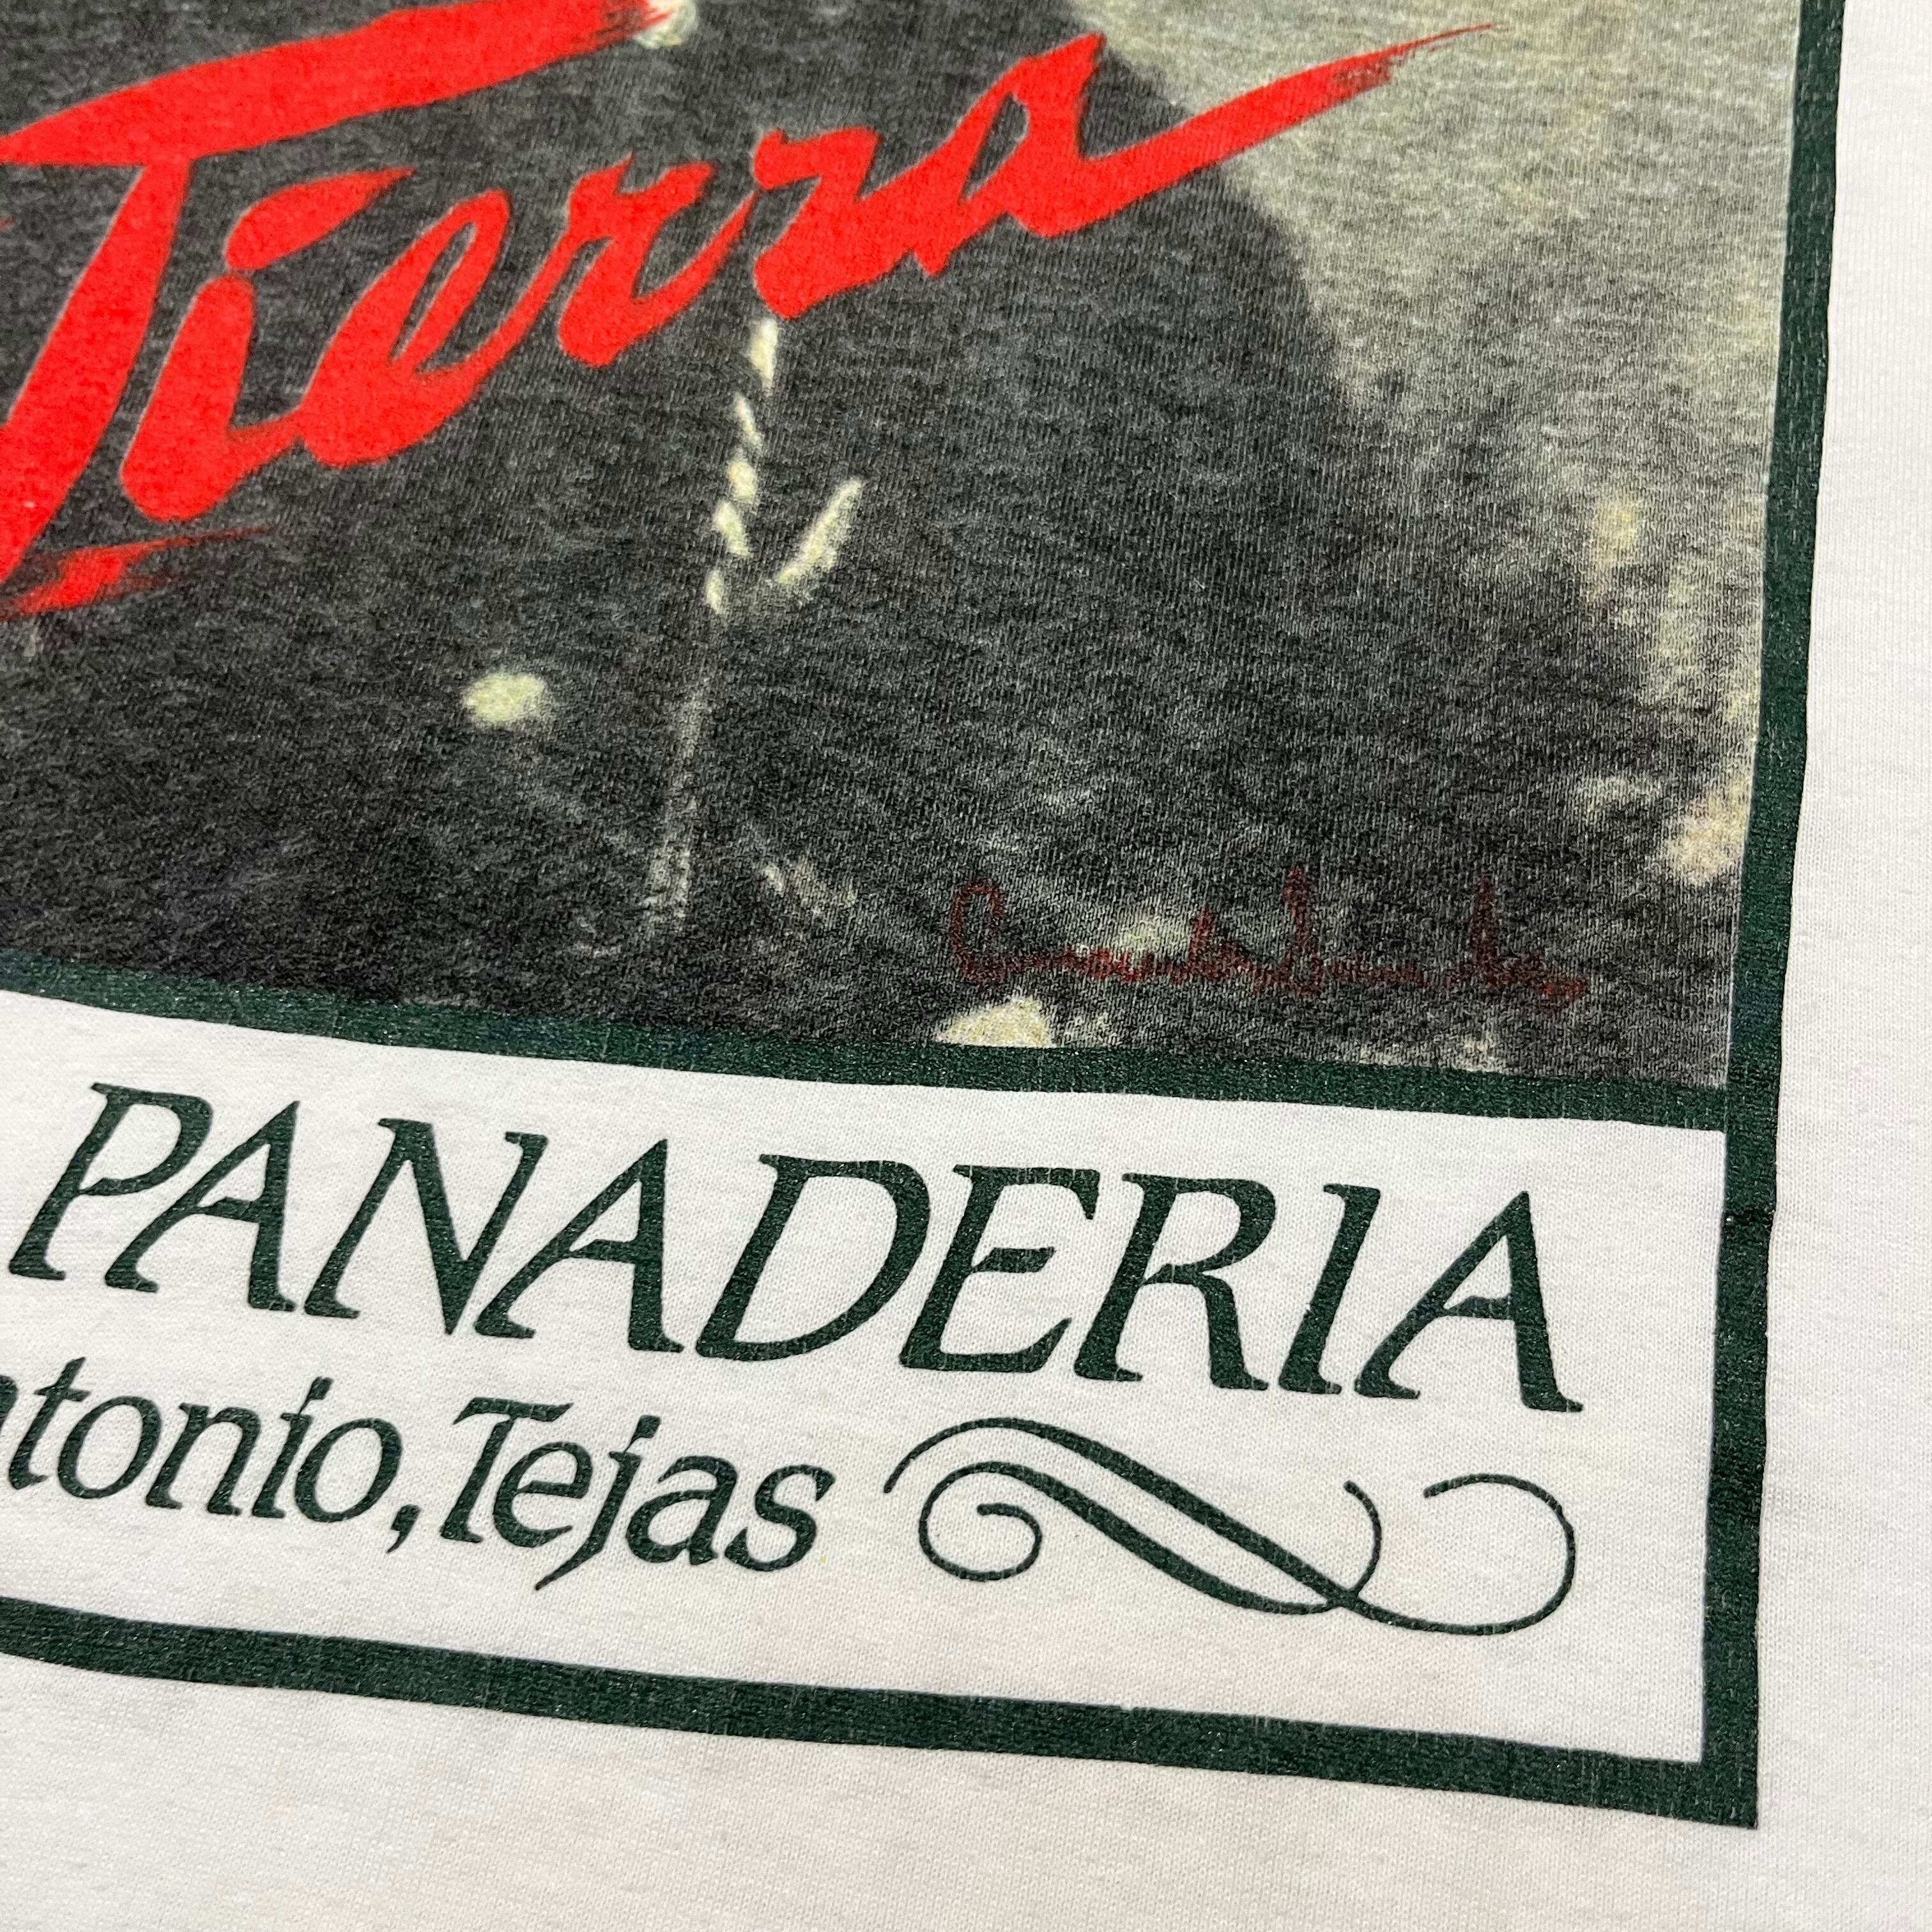 Tierra
PANADERIA
ntonio, Tejas